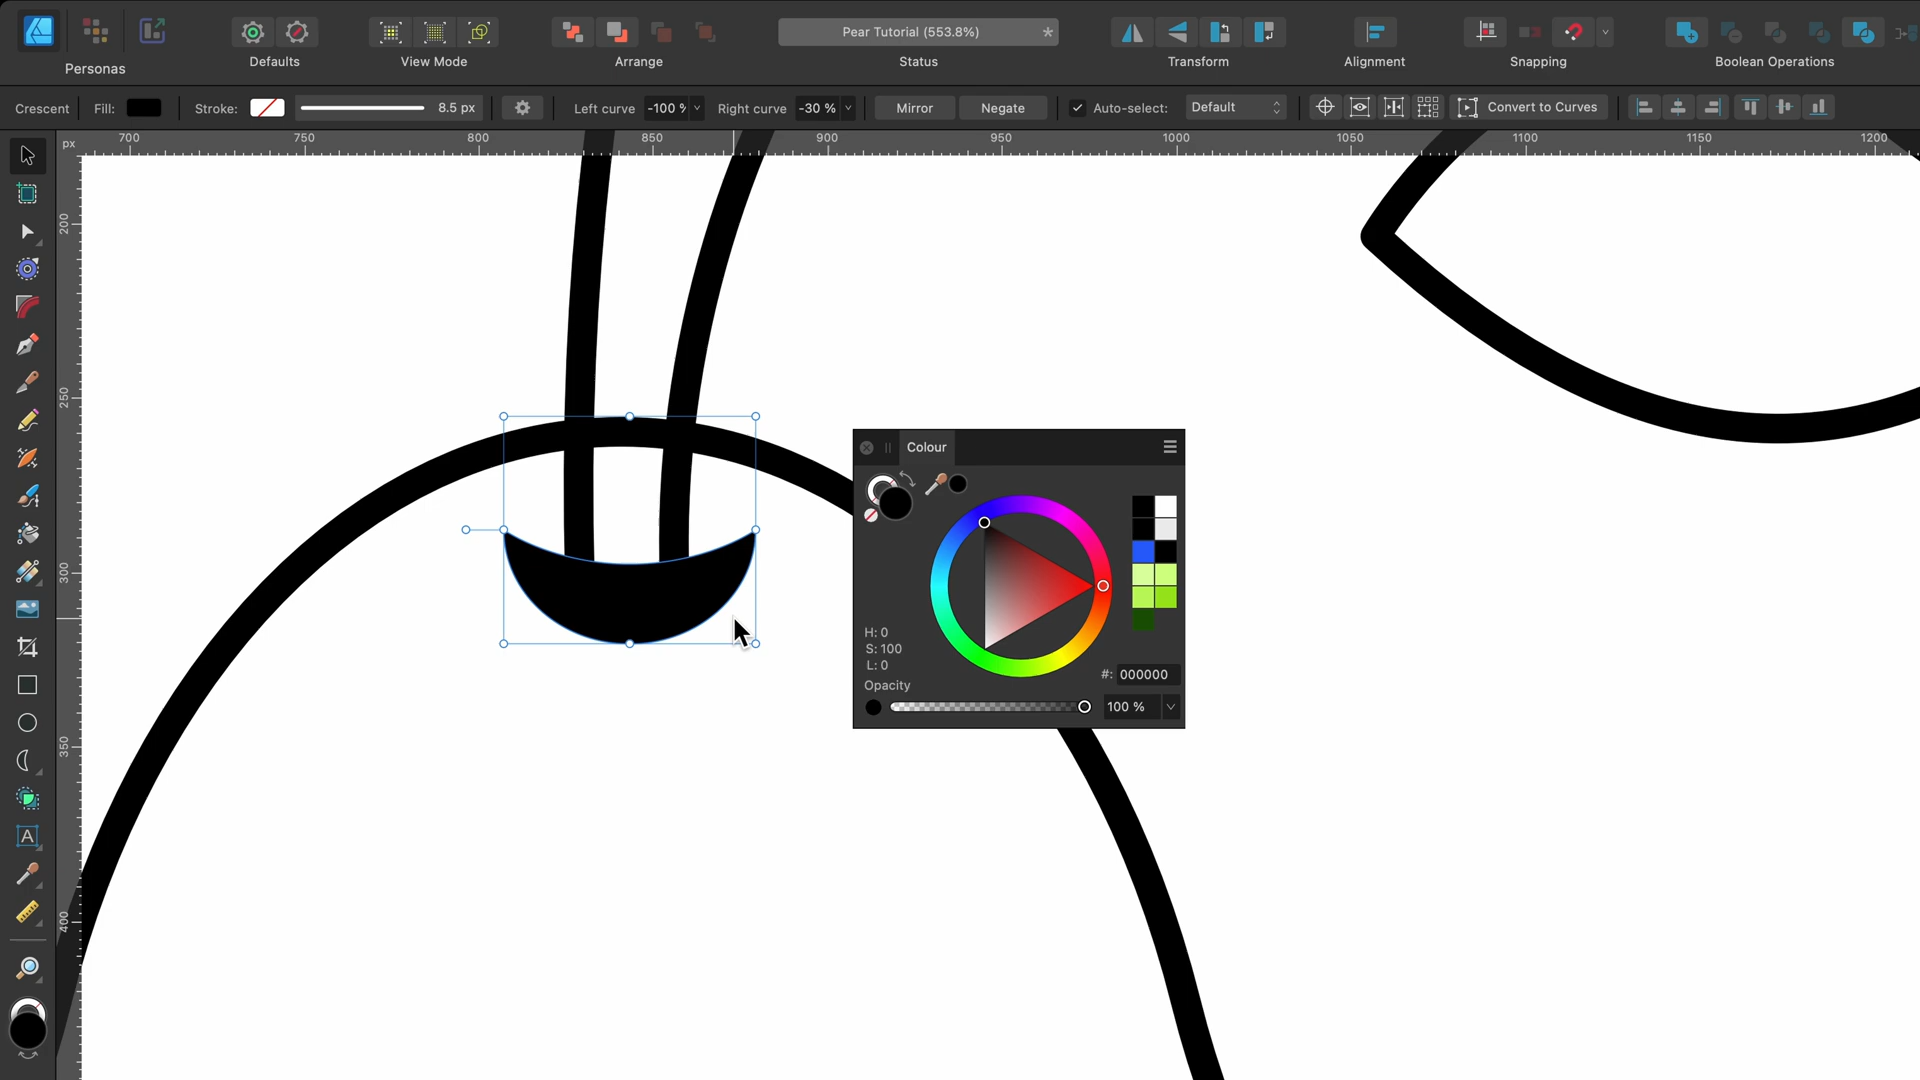 Pear Tutorial (553.8%)
*
Personas
Defaults
View Mode
Arrange
Status
Transform
Alignment
Snapping
Boolean Operations
Crescent
Fill:
Stroke:
8.5 px
Left curve
-100 %
Right curve
-30 %
Mirror
Negate
Auto-select:
Default
Convert to Curves
px
700
750
800
850
900
950
1000
1050
1100
1150
1200
200
250
300
350
400
A
Colour
H: 0
S: 100
L: 0
#: 000000
Opacity
100 %